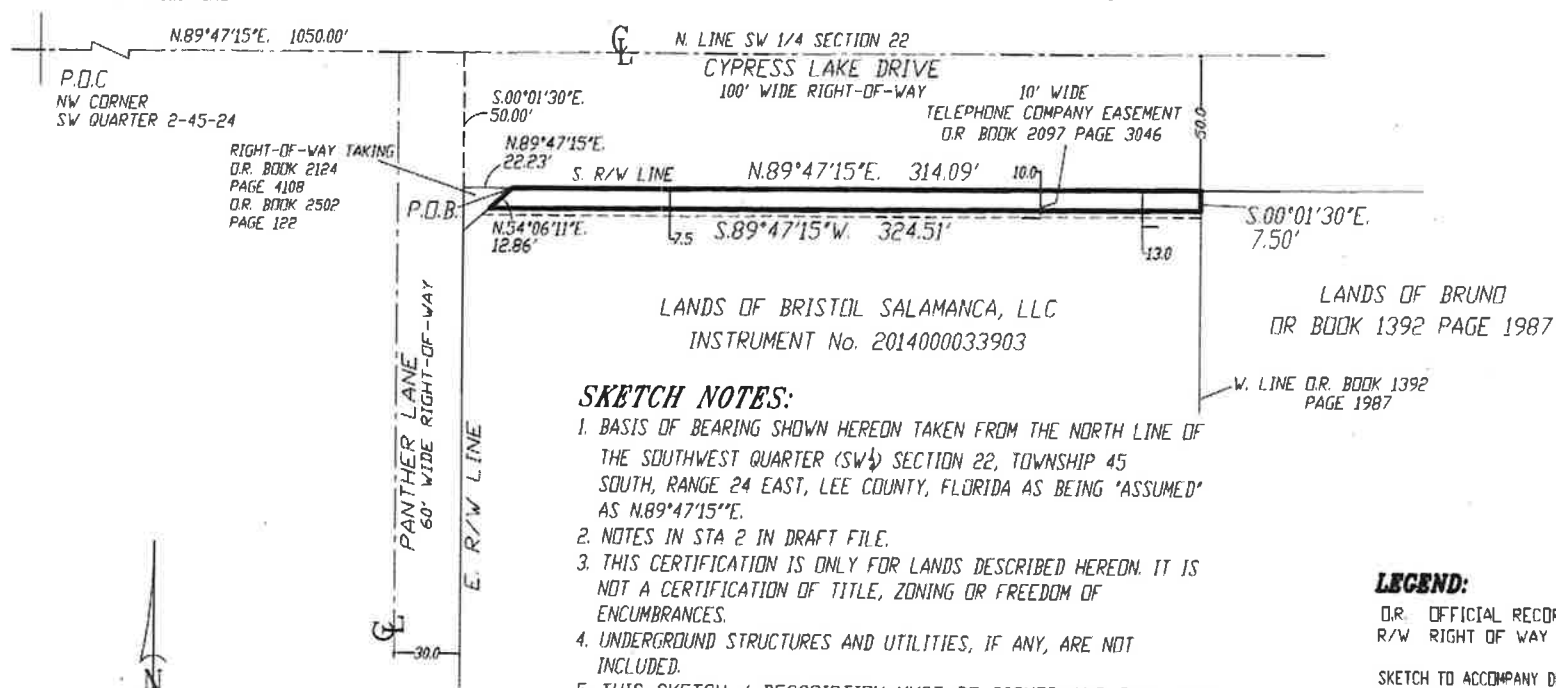 N.89°47'15"E. 1050.00'
CL
N. LINE SW 1/4 SECTION 22
CYPRESS LAKE DRIVE
100' WIDE RIGHT-OF-WAY
P.O.C
NW CORNER
SW QUARTER 2-45-24
S.00°01'30"E.
50.00'
10' WIDE
TELEPHONE COMPANY EASEMENT
O.R BOOK 2097 PAGE 3046
50.0
RIGHT-OF-WAY TAKING
O.R. BOOK 2124
PAGE 4108
O.R. BOOK 2502
PAGE 122
N.89°47'15"E.
22.23'
S. R/W LINE
N.89°47'15"E. 314.09'
10.0
P.O.B.
N.54°06'11"E.
12.86'
7.5
S.89°47'15"W. 324.51'
13.0
S.00°01'30"E.
7.50'
LANDS OF BRISTOL SALAMANCA, LLC
INSTRUMENT No. 2014000033903
LANDS OF BRUNO
OR BOOK 1392 PAGE 1987
W. LINE O.R. BOOK 1392
PAGE 1987
PANTHER LANE
60' WIDE RIGHT-OF-WAY
E. R/W LINE
CL
30.0
N
SKETCH NOTES:
1. BASIS OF BEARING SHOWN HEREON TAKEN FROM THE NORTH LINE OF
THE SOUTHWEST QUARTER (SW¼) SECTION 22, TOWNSHIP 45
SOUTH, RANGE 24 EAST, LEE COUNTY, FLORIDA AS BEING "ASSUMED"
AS N.89°47'15"E.
2. NOTES IN STA 2 IN DRAFT FILE.
3. THIS CERTIFICATION IS ONLY FOR LANDS DESCRIBED HEREON. IT IS
NOT A CERTIFICATION OF TITLE, ZONING OR FREEDOM OF
ENCUMBRANCES.
4. UNDERGROUND STRUCTURES AND UTILITIES, IF ANY, ARE NOT
INCLUDED.
LEGEND:
O.R. OFFICIAL RECOR
R/W RIGHT OF WAY
SKETCH TO ACCOMPANY D